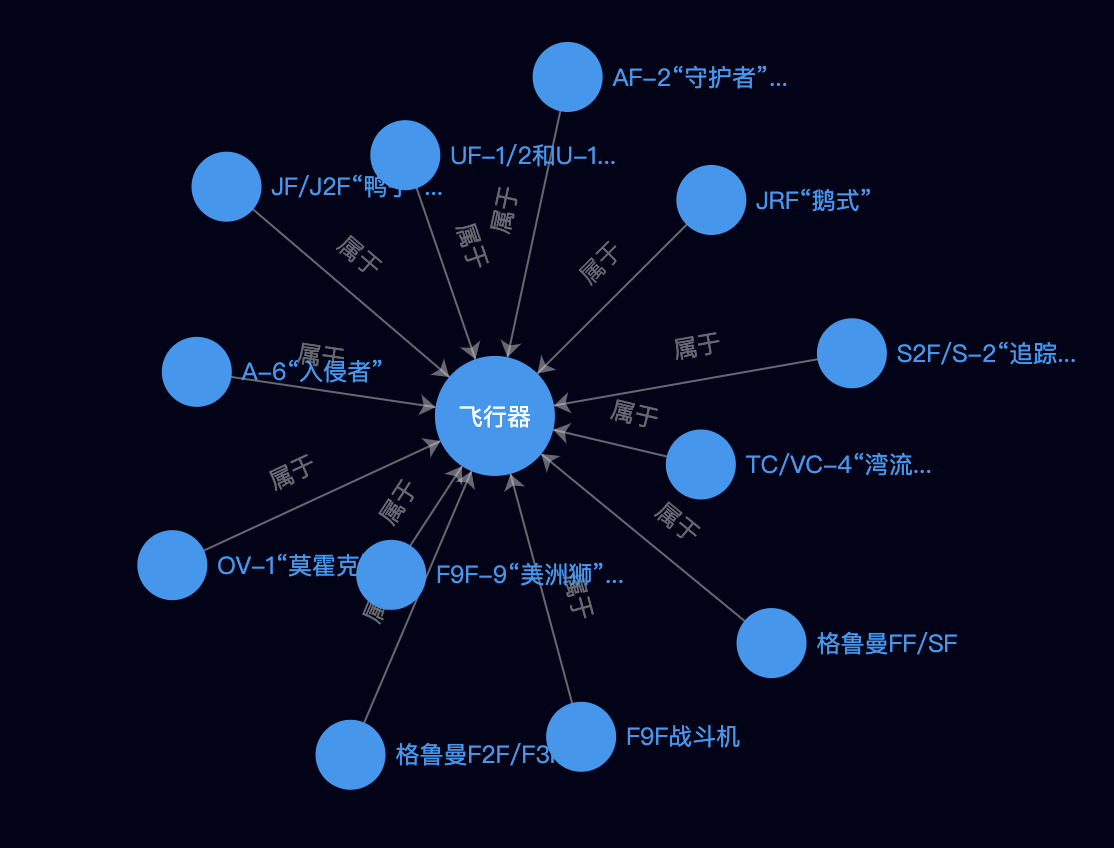 AF-2“守护者”...
UF-1/2和U-1...
JF/J2F“鸭子”...
JRF“鹅式”
属于
属于
属于
属于
S2F/S-2“追踪...
属于
属于
A-6“入侵者”
飞行器
属于
TC/VC-4“湾流...
属于
属于
属于
OV-1“莫霍克
F9F-9“美洲狮”...
属于
属
格鲁曼FF/SF
F9F战斗机
格鲁曼F2F/F3